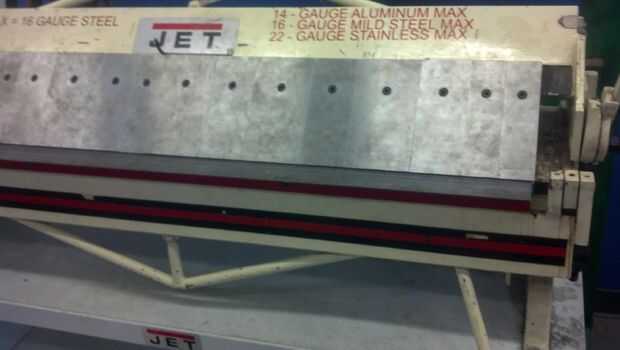 = 16 GAUGE STEEL
JET
14 - GAUGE ALUMINUM MAX
16 - GAUGE MILD STEEL MAX
22 - GAUGE STAINLESS MAX
JET